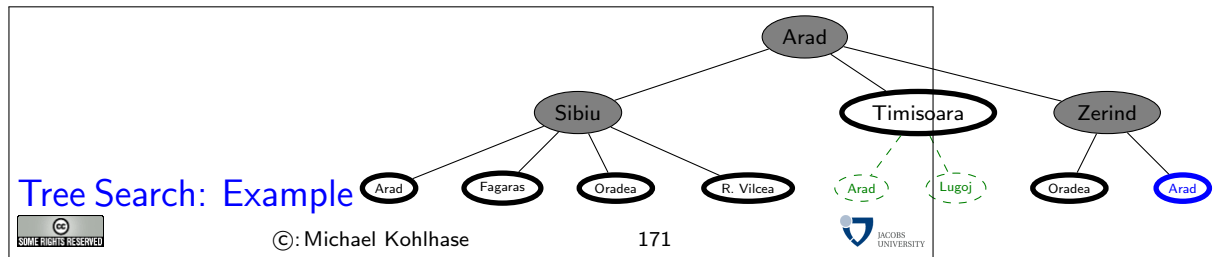 Arad
Sibiu Timisoara Zerind
Arad Fagaras Oradea R. Vilcea Arad Lugoj Oradea Arad
Tree Search: Example
cc
SOME RIGHTS RESERVED
©: Michael Kohlhase 171
JACOBS
UNIVERSITY